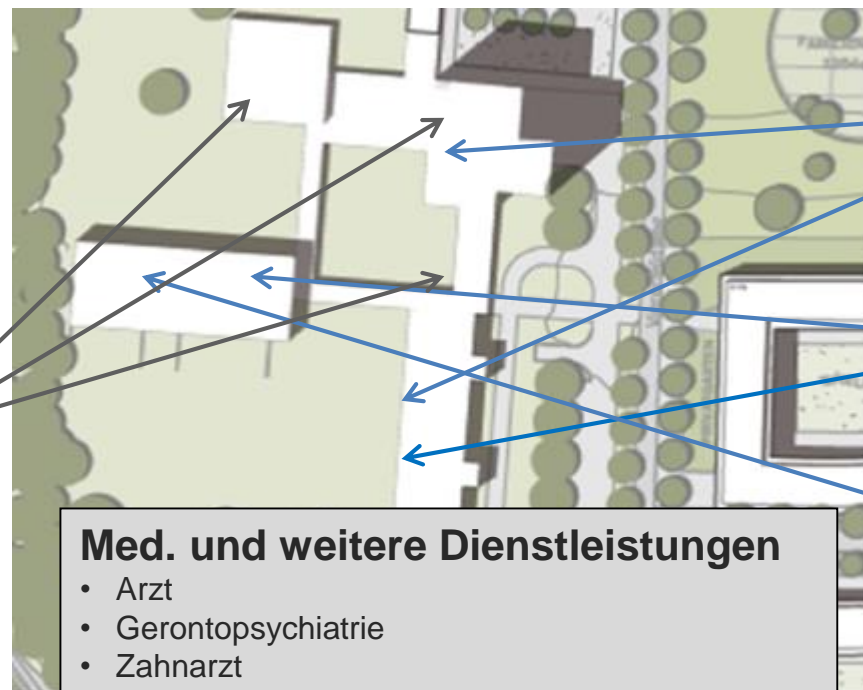 Med. und weitere Dienstleistungen
• Arzt
• Gerontopsychiatrie
• Zahnarzt